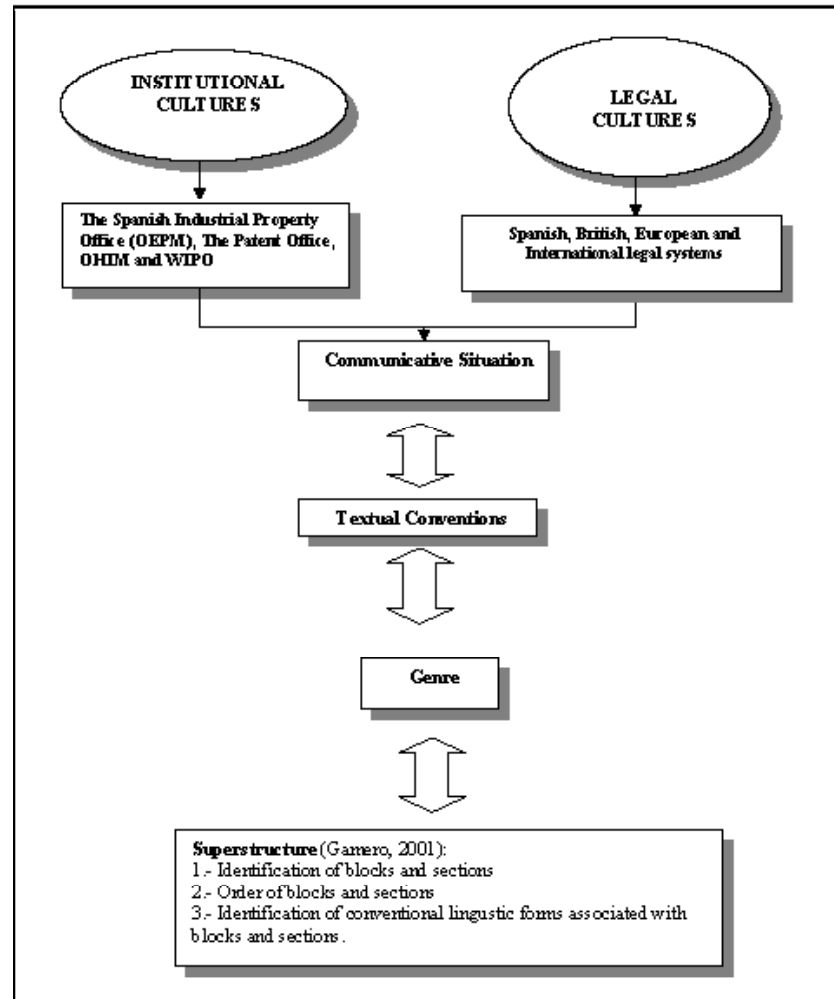 INSTITUTIONAL
CULTURES
LEGAL
CULTURES
The Spanish Industrial Property
Office (OEPM), The Patent Office,
OHIM and WIPO
Spanish, British, European and
International legal systems
Communicative Situation
Textual Conventions
Genre
Superstructure (Gamero, 2001):
1.- Identification of blocks and sections
2.- Order of blocks and sections
3.- Identification of conventional lingustic forms associated with
blocks and sections.